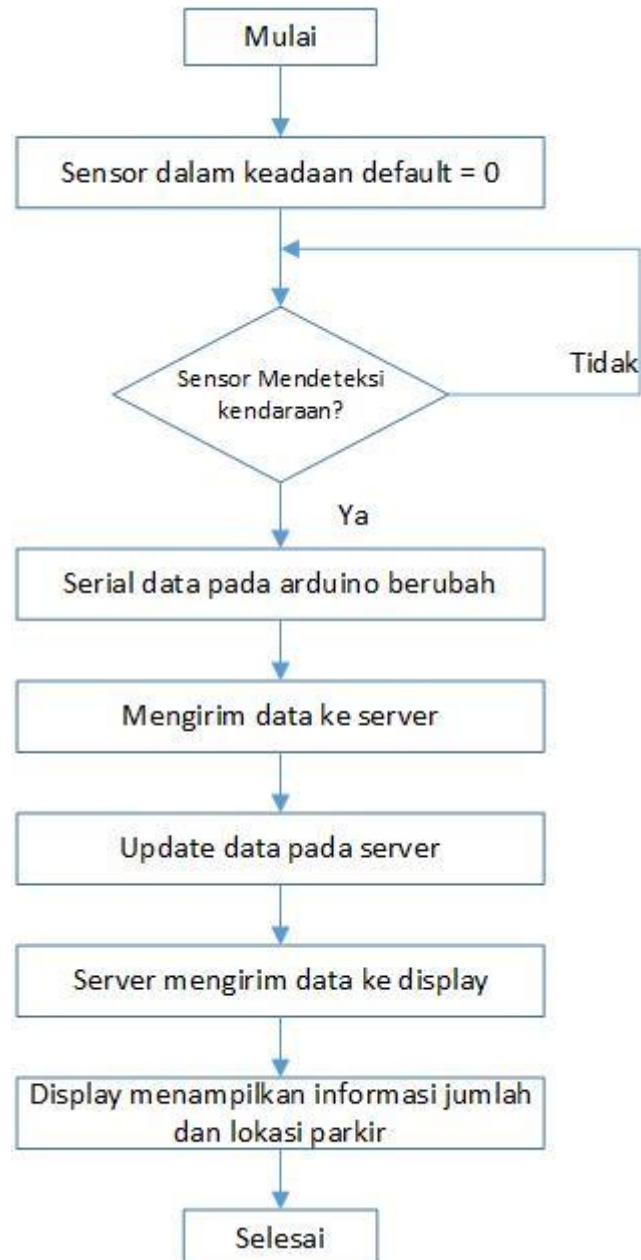 Mulai
Sensor dalam keadaan default = 0
Sensor Mendeteksi
kendaraan?
Tidak
Ya
Serial data pada arduino berubah
Mengirim data ke server
Update data pada server
Server mengirim data ke display
Display menampilkan informasi jumlah
dan lokasi parkir
Selesai